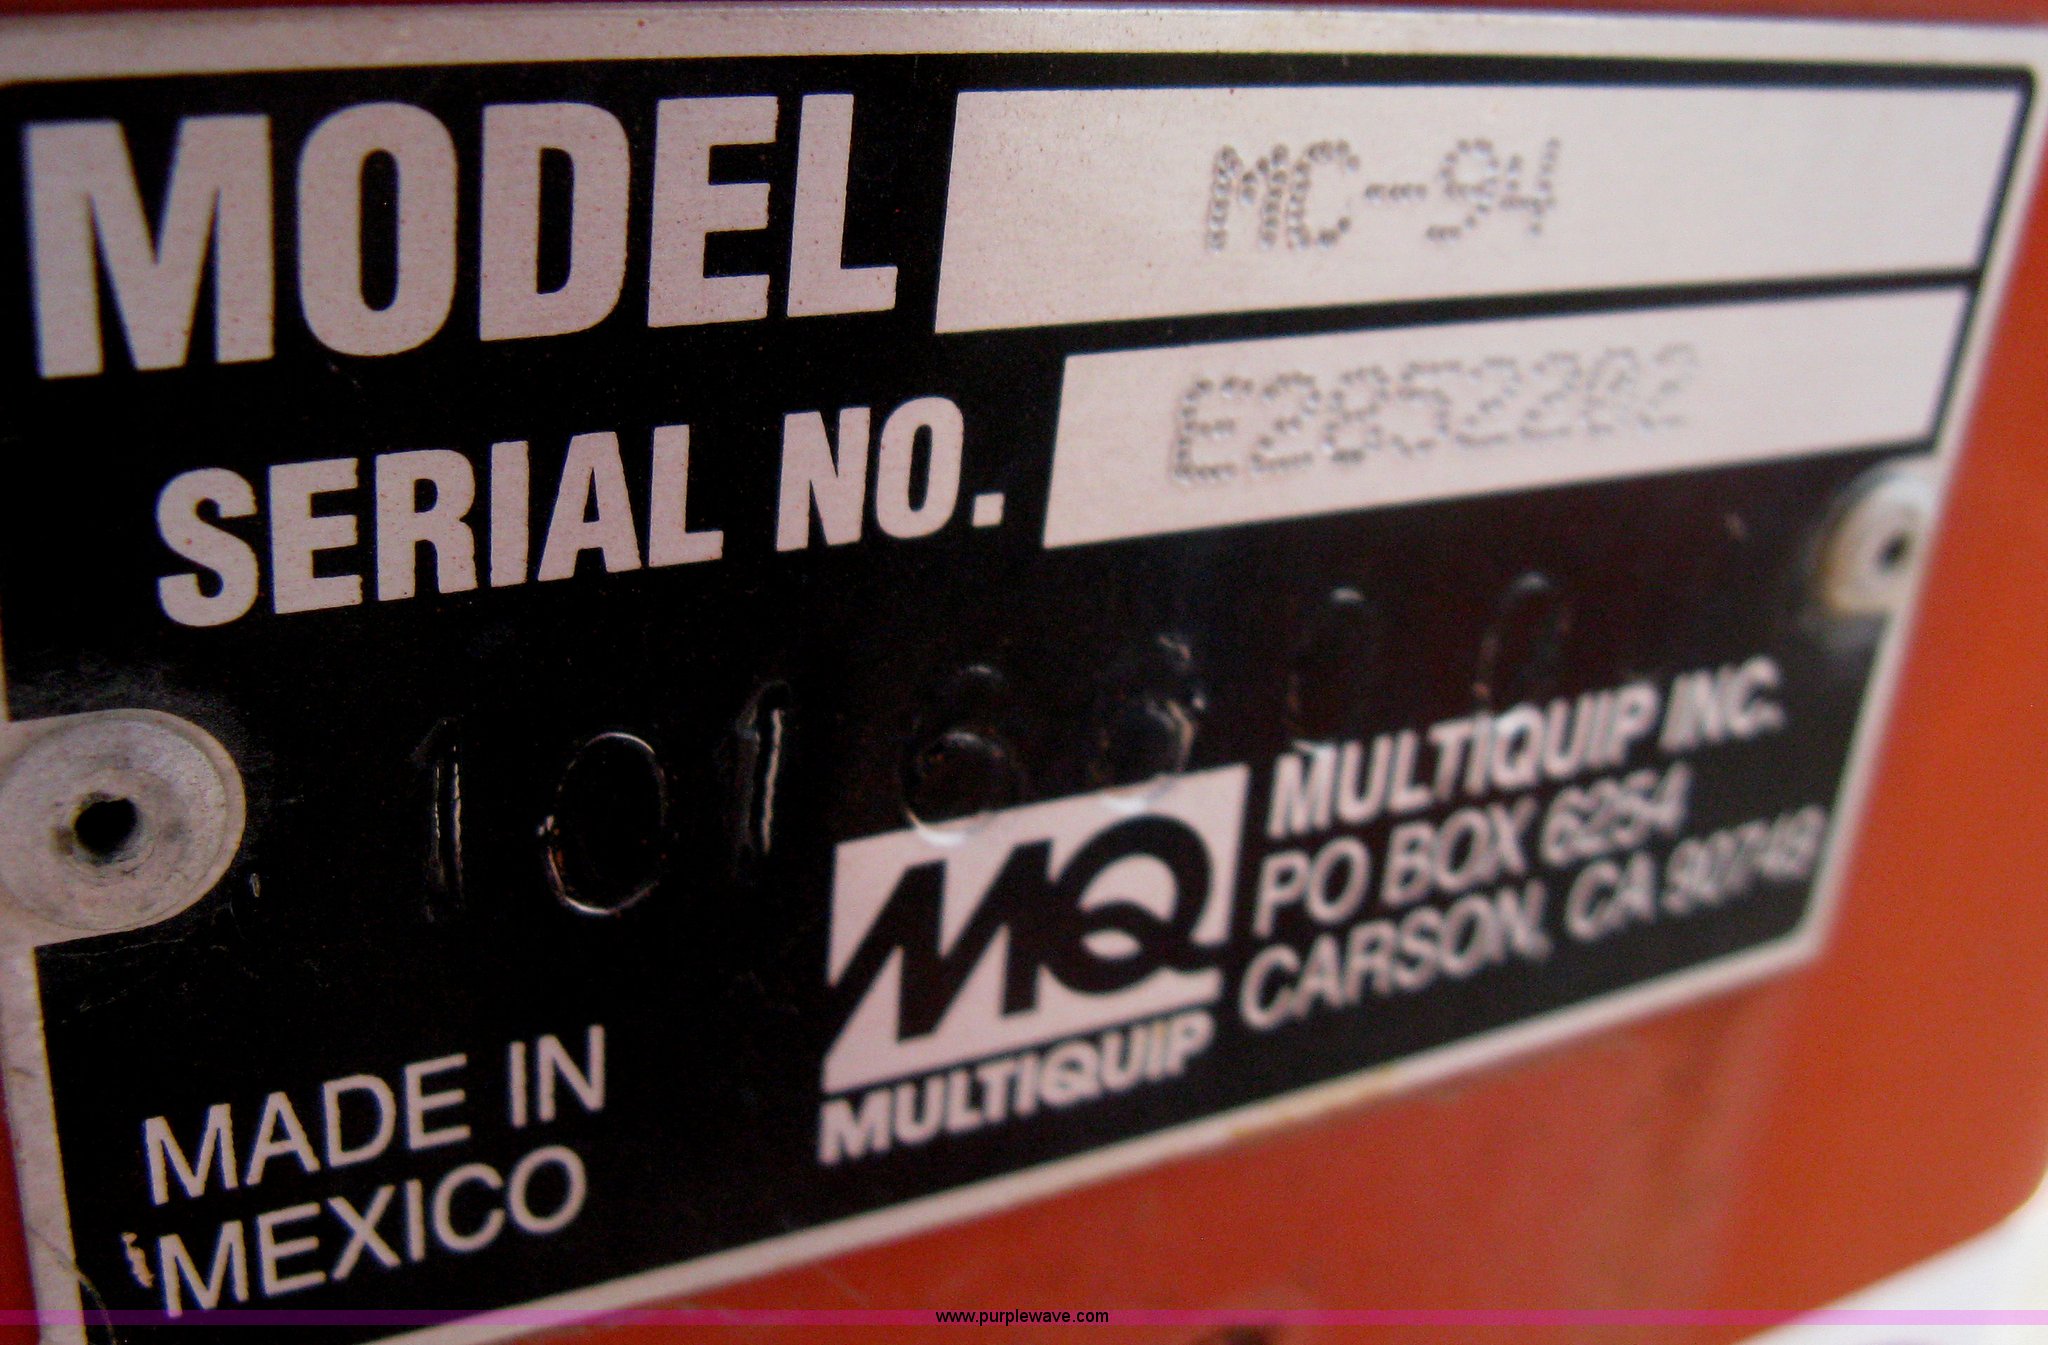 MODEL MC-94
SERIAL NO. E2852202
MQ
MULTIQUIP
MULTIQUIP INC.
PO BOX 6254
CARSON, CA 90749
MADE IN
MEXICO
www.purplewave.com